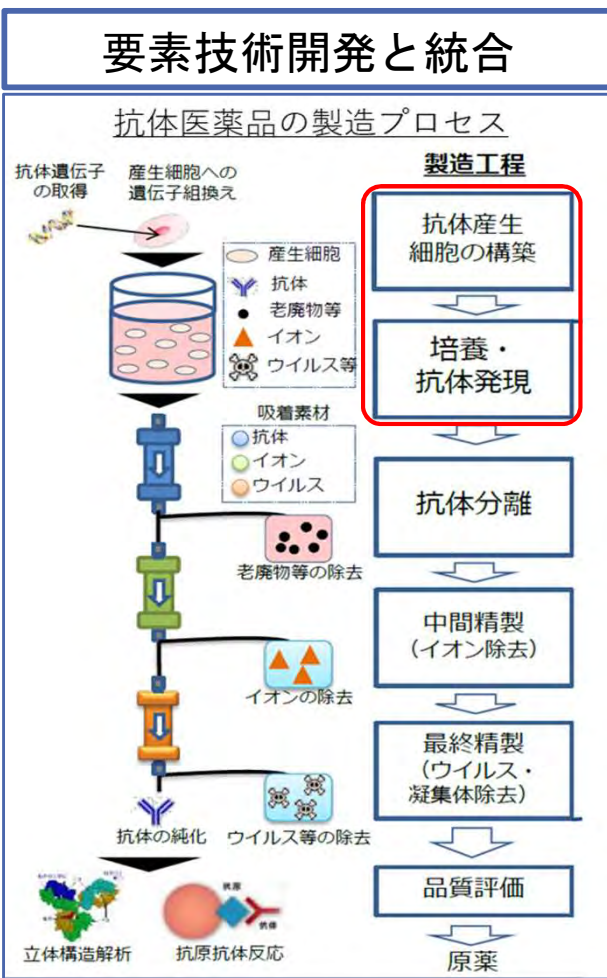 要素技術開発と統合
抗体医薬品の製造プロセス
抗体遺伝子
の取得
産生細胞への
遺伝子組換え
産生細胞
抗体
老廃物等
イオン
ウイルス等
吸着素材
抗体
イオン
ウイルス
老廃物等の除去
イオンの除去
抗体の純化
ウイルス等の除去
立体構造解析
抗原
抗体
抗原抗体反応
製造工程
抗体産生
細胞の構築
培養・
抗体発現
抗体分離
中間精製
(イオン除去)
最終精製
(ウイルス・
凝集体除去)
品質評価
原薬